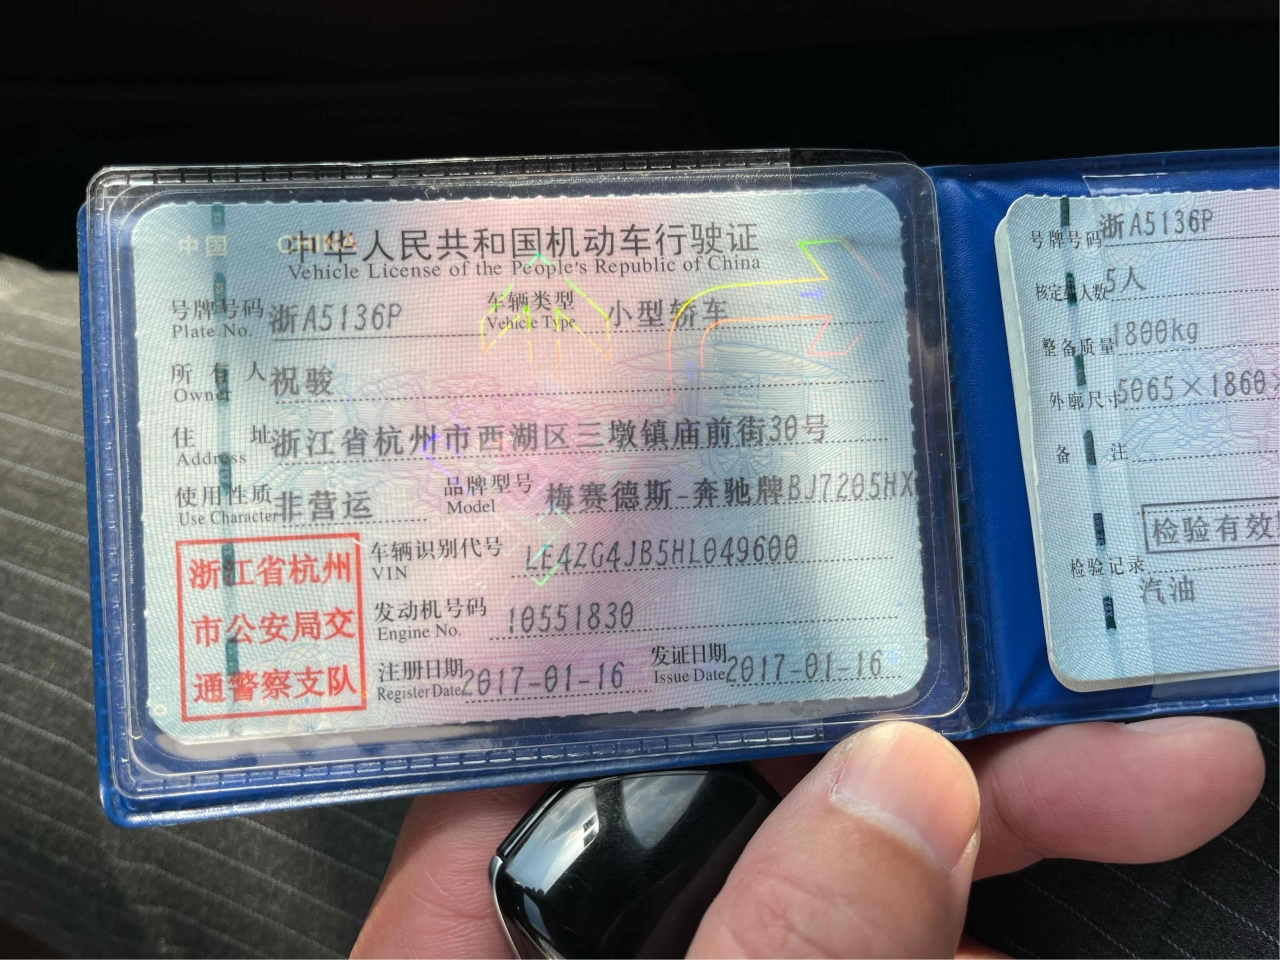 中国 CHINA
中华人民共和国机动车行驶证
Vehicle License of the People's Republic of China
号牌号码 浙A5136P 车辆类型 小型轿车
Plate No. Vehicle Type
所有人 祝骏
Owner
住址 浙江省杭州市西湖区三墩镇庙前街30号
Address
使用性质 非营运 品牌型号 梅赛德斯-奔驰牌BJ7205HX
Use Character Model
浙江省杭州
市公安局交
通警察支队
车辆识别代号 LE4ZG4JB5HL049600
VIN
发动机号码 10551830
Engine No.
注册日期 2017-01-16 发证日期 2017-01-16
Register Date Issue Date
号牌号码 浙A5136P
核定载人数 5人
整备质量 1800kg
外廓尺寸 5065×1860
备注
检验有效
检验记录
汽油